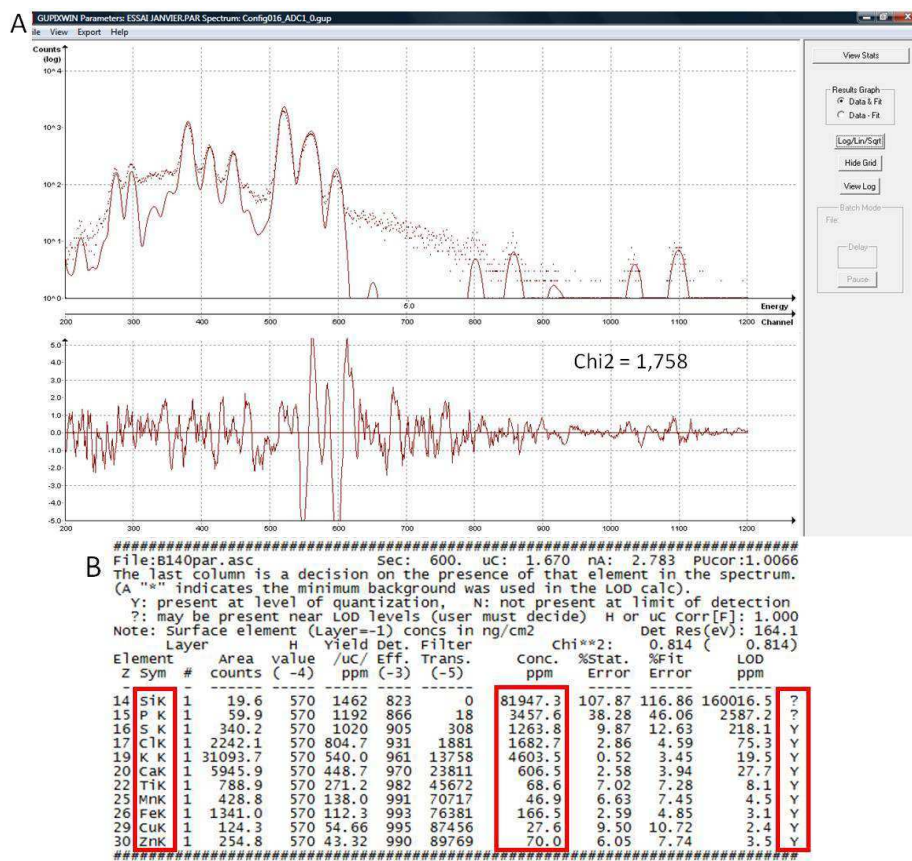 A
GUPIXWIN Parameters: ESSAI JANVIER.PAR Spectrum: Config016_ADC1_0.gup
ile View Export Help
Counts
(log)
10^4
10^3
10^2
10^1
10^0
Energy
200 300 400 500 600 700 800 900 1000 1100 1200 Channel
View Stats
Results Graph
Data & Fit
Data - Fit
Log/Lin/Sqrt
Hide Grid
View Log
Batch Mode
File:
Delay
Pause
5.0
4.0
3.0
2.0
1.0
0.0
-1.0
-2.0
-3.0
-4.0
-5.0
Chi2 = 1,758
200 300 400 500 600 700 800 900 1000 1100 1200
B
################################################################################
File:B140par.asc Sec: 600. uC: 1.670 nA: 2.783 PUcor:1.0066
The last column is a decision on the presence of that element in the spectrum.
(A "*" indicates the minimum background was used in the LOD calc).
Y: present at level of quantization, N: not present at limit of detection
?: may be present near LOD levels (user must decide) H or uC Corr[F]: 1.000
Note: Surface element (Layer=-1) concs in ng/cm2 Det Res(eV): 164.1
Layer H Yield Det. Filter Chi**2: 0.814 ( 0.814)
Element Area value /uC/ Eff. Trans. Conc. %Stat. %Fit LOD
Z Sym # counts ( -4) ppm (-3) (-5) ppm Error Error ppm
14 SiK 1 19.6 570 1462 823 0 81947.3 107.87 116.86 160016.5 ?
15 P K 1 59.9 570 1192 866 18 3457.6 38.28 46.06 2587.2 ?
16 S K 1 340.2 570 1020 905 308 1263.8 9.87 12.63 218.1 Y
17 ClK 1 2242.1 570 804.7 931 1881 1682.7 2.86 4.59 75.3 Y
19 K K 1 31093.7 570 540.0 961 13758 4603.5 0.52 3.45 19.5 Y
20 CaK 1 5945.9 570 448.7 970 23811 606.5 2.58 3.94 27.7 Y
22 TiK 1 788.9 570 271.2 982 45672 68.6 7.02 7.28 8.1 Y
25 MnK 1 428.8 570 138.0 991 70717 46.9 6.63 7.45 4.5 Y
26 FeK 1 1341.0 570 112.3 993 76381 166.5 2.59 4.85 3.1 Y
29 CuK 1 124.3 570 54.66 995 87456 27.6 9.50 10.72 2.4 Y
30 ZnK 1 254.8 570 43.32 990 89769 70.0 6.05 7.74 3.5 Y
################################################################################